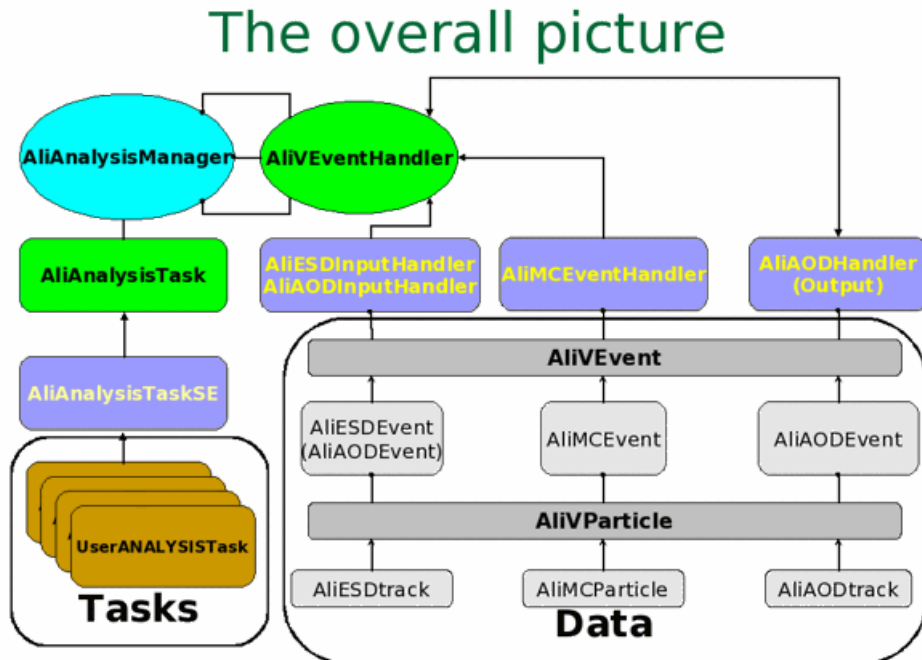 The overall picture
AliAnalysisManager
AliVEventHandler
AliAnalysisTask
AliESDInputHandler
AliAODInputHandler
AliMCEventHandler
AliAODHandler
(Output)
AliVEvent
AliAnalysisTaskSE
AliESDEvent
(AliAODEvent)
AliMCEvent
AliAODEvent
AliVParticle
UserANALYSISTask
AliESDtrack
AliMCParticle
AliAODtrack
Tasks
Data